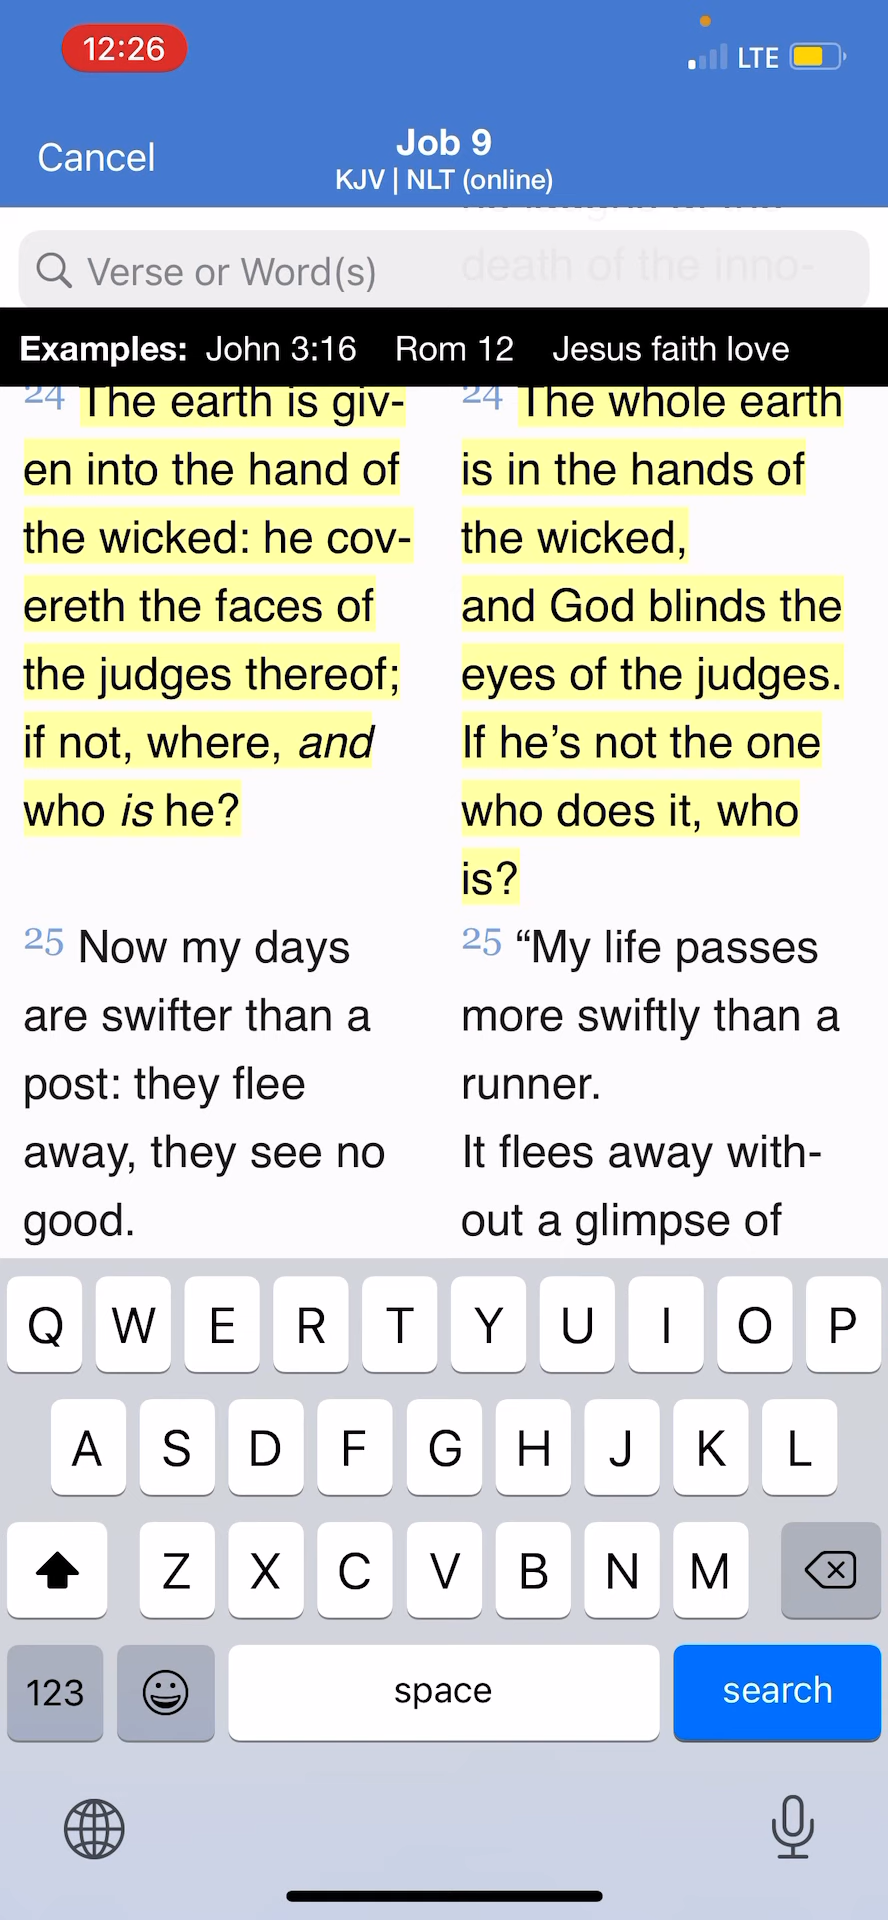 12:26
LTE
Cancel
Job 9
KJV | NLT (online)
Verse or Word(s)
death of the inno-
Examples: John 3:16 Rom 12 Jesus faith love
24 The earth is giv-
en into the hand of
the wicked: he cov-
ereth the faces of
the judges thereof;
if not, where, and
who is he?
24 The whole earth
is in the hands of
the wicked,
and God blinds the
eyes of the judges.
If he’s not the one
who does it, who
is?
25 Now my days
are swifter than a
post: they flee
away, they see no
good.
25 “My life passes
more swiftly than a
runner.
It flees away with-
out a glimpse of
Q W E R T Y U I O P
A S D F G H J K L
Z X C V B N M
123 space search